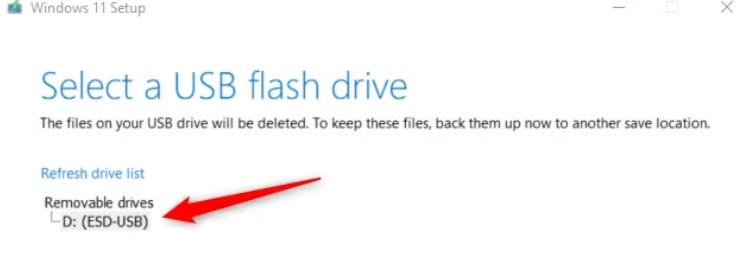 Windows 11 Setup
Select a USB flash drive
The files on your USB drive will be deleted. To keep these files, back them up now to another save location.
Refresh drive list
Removable drives
D: (ESD-USB)